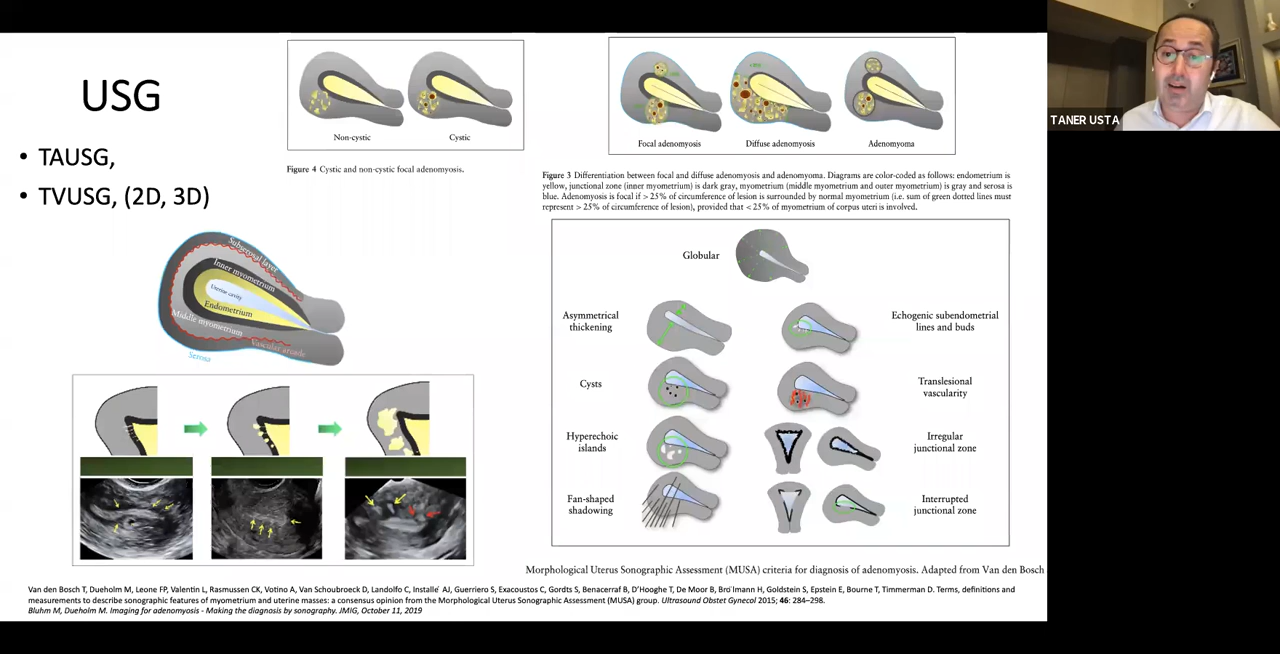 USG
• TAUSG,
• TVUSG, (2D, 3D)
Non-cystic
Cystic
Figure 4 Cystic and non-cystic focal adenomyosis.
Focal adenomyosis
Diffuse adenomyosis
Adenomyoma
Figure 3 Differentiation between focal and diffuse adenomyosis and adenomyoma. Diagrams are color-coded as follows: endometrium is
yellow, junctional zone (inner myometrium) is dark gray, myometrium (middle myometrium and outer myometrium) is gray and serosa is
blue. Adenomyosis is focal if > 25% of circumference of lesion is surrounded by normal myometrium (i.e. sum of green dotted lines must
represent > 25% of circumference of lesion), provided that < 25% of myometrium of corpus uteri is involved.
Subserosal layer
Inner myometrium
Uterine cavity
Endometrium
Middle myometrium
Vascular arcade
Serosa
Globular
Asymmetrical
thickening
Echogenic subendometrial
lines and buds
Cysts
Translesional
vascularity
Hyperechoic
islands
Irregular
junctional zone
Fan-shaped
shadowing
Interrupted
junctional zone
Morphological Uterus Sonographic Assessment (MUSA) criteria for diagnosis of adenomyosis. Adapted from Van den Bosch
Van den Bosch T, Dueholm M, Leone FP, Valentin L, Rasmussen CK, Votino A, Van Schoubroeck D, Landolfo C, Installe´ AJ, Guerriero S, Exacoustos C, Gordts S, Benacerraf B, D'Hooghe T, De Moor B, Bro¨lmann H, Goldstein S, Epstein E, Bourne T, Timmerman D. Terms, definitions and
measurements to describe sonographic features of myometrium and uterine masses: a consensus opinion from the Morphological Uterus Sonographic Assessment (MUSA) group. Ultrasound Obstet Gynecol 2015; 46: 284–298.
Bluhm M, Dueholm M. Imaging for adenomyosis - Making the diagnosis by sonography. JMIG, October 11, 2019
TANER USTA